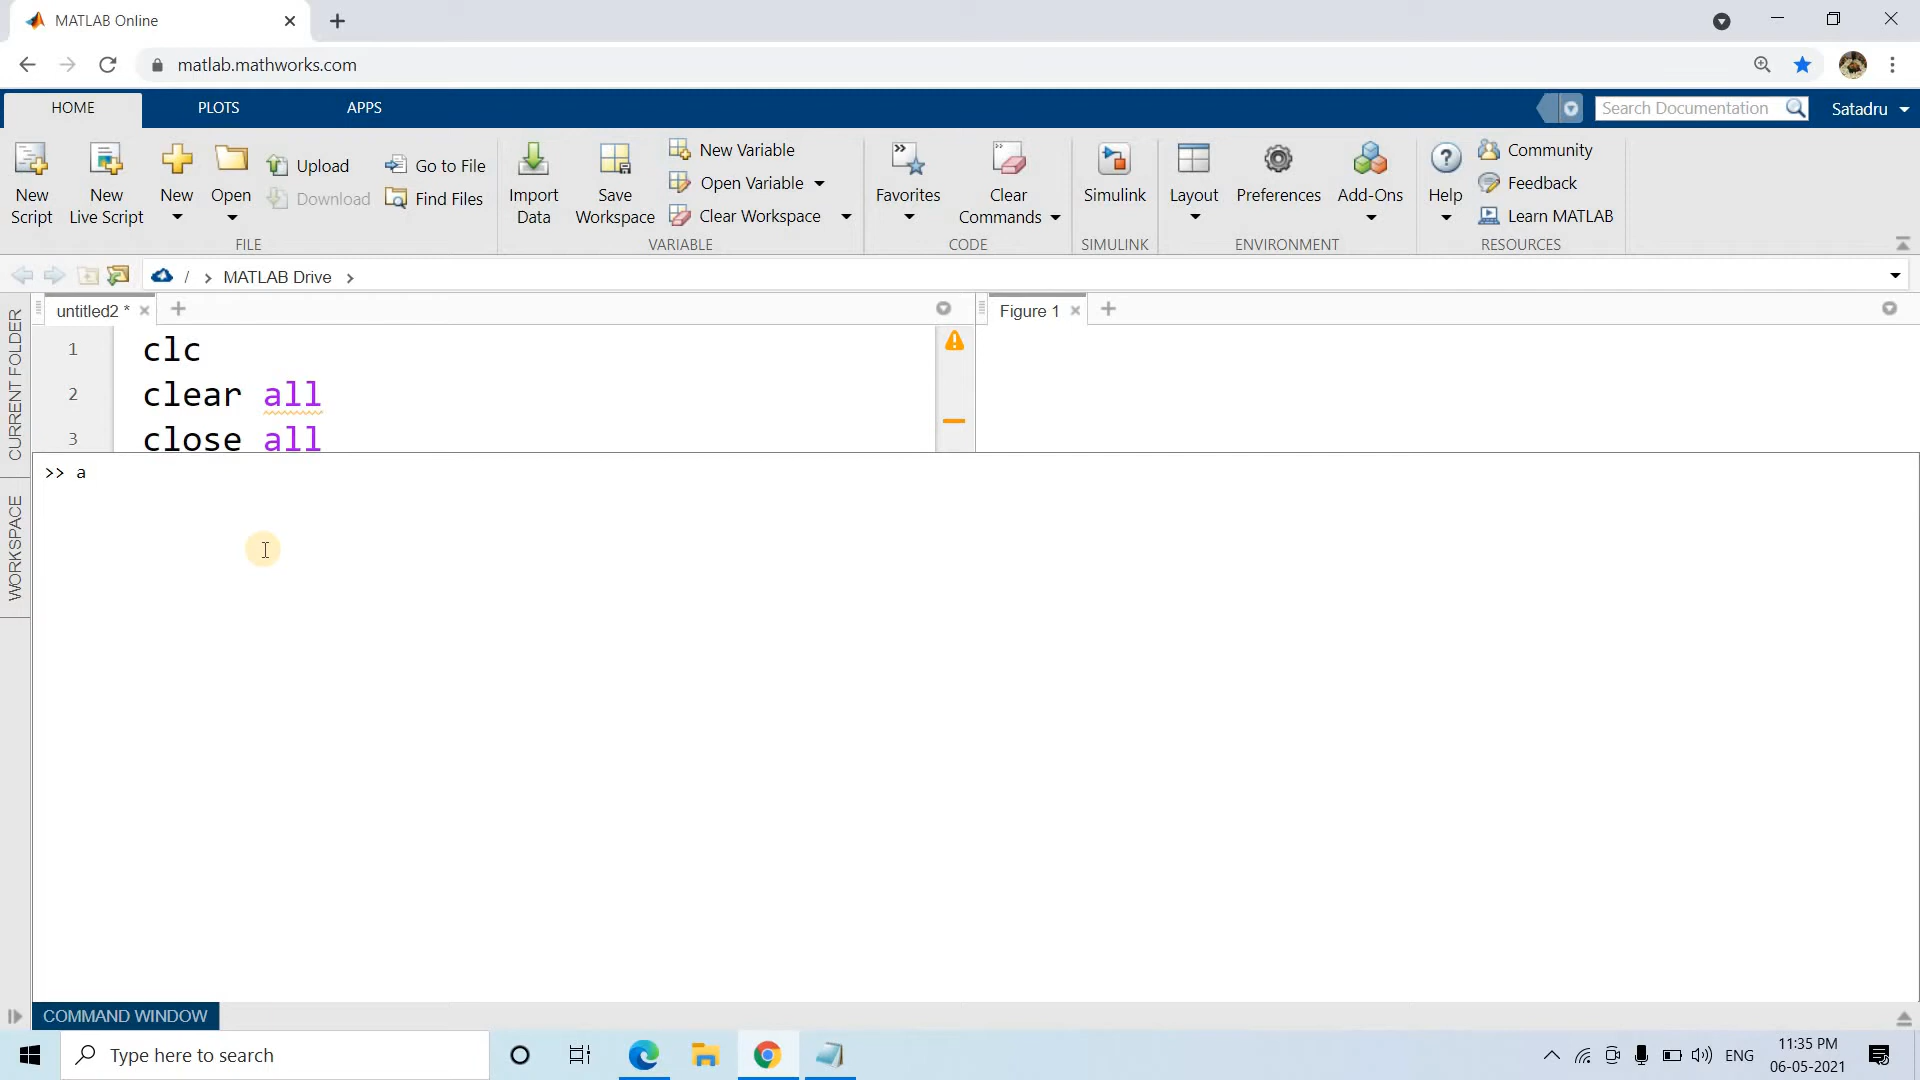 MATLAB Online
matlab.mathworks.com
HOME PLOTS APPS
Search Documentation
Satadru
New Script
New Live Script
New
Open
Upload
Download
Go to File
Find Files
FILE
Import Data
Save Workspace
New Variable
Open Variable
Clear Workspace
VARIABLE
Favorites
Clear Commands
CODE
Simulink
SIMULINK
Layout
Preferences
Add-Ons
ENVIRONMENT
Help
Community
Feedback
Learn MATLAB
RESOURCES
/ > MATLAB Drive >
CURRENT FOLDER
WORKSPACE
untitled2 *
Figure 1
1 clc
2 clear all
3 close all
>> a
COMMAND WINDOW
Type here to search
ENG
11:35 PM
06-05-2021